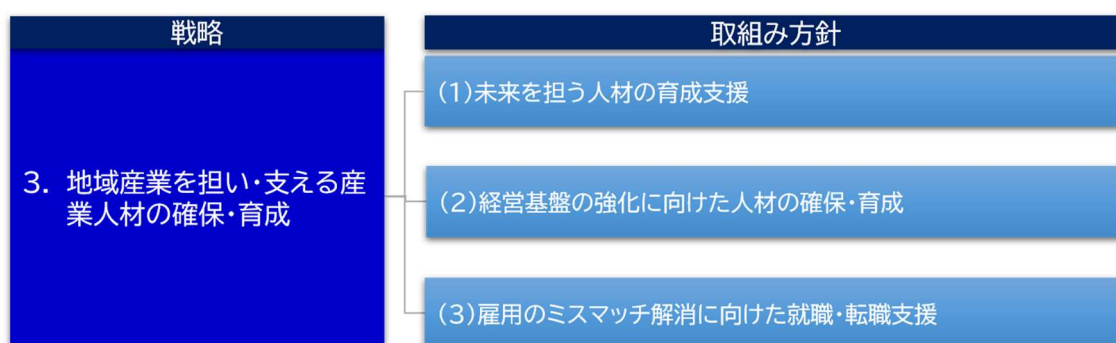 戦略
取組み方針
3. 地域産業を担い・支える産
業人材の確保・育成
(1)未来を担う人材の育成支援
(2)経営基盤の強化に向けた人材の確保・育成
(3)雇用のミスマッチ解消に向けた就職・転職支援